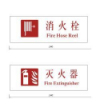 消火栓
Fire Hose Reel
灭火器
Fire Extinguisher